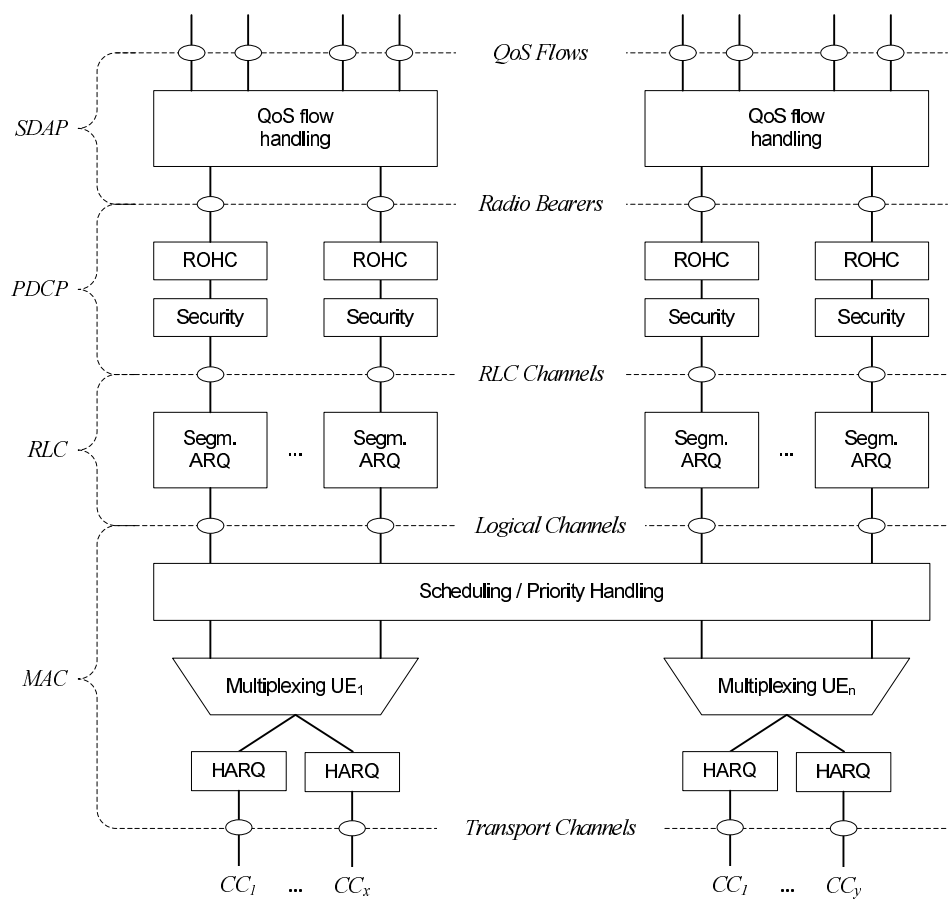 QoS Flows
SDAP
QoS flow
handling
QoS flow
handling
Radio Bearers
PDCP
ROHC
ROHC
ROHC
ROHC
Security
Security
Security
Security
RLC Channels
RLC
Segm.
ARQ
...
Segm.
ARQ
Segm.
ARQ
...
Segm.
ARQ
Logical Channels
Scheduling / Priority Handling
MAC
Multiplexing UE1
Multiplexing UEn
HARQ
HARQ
HARQ
HARQ
Transport Channels
CC1 ... CCx
CC1 ... CCy